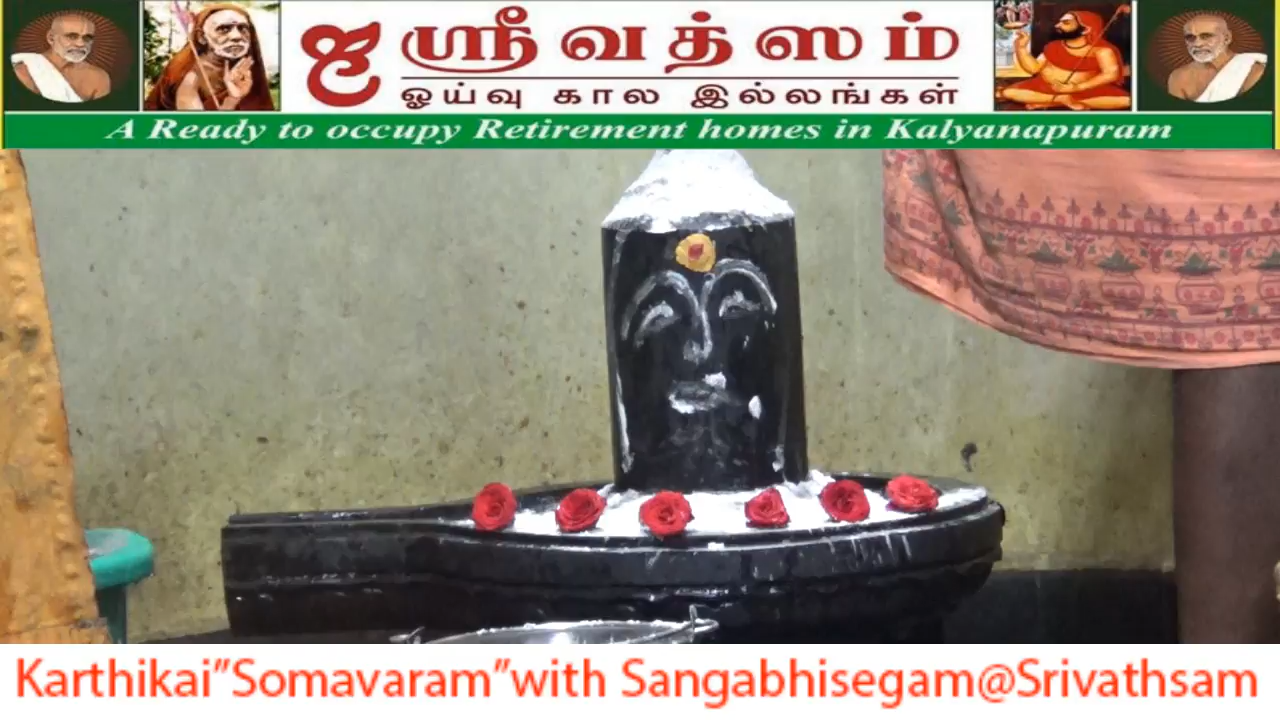 ஸ்ரீவத்ஸம்
ஓய்வு கால இல்லங்கள்
A Ready to occupy Retirement homes in Kalyanapuram
Karthikai”Somavaram”with Sangabhisegam@Srivathsam